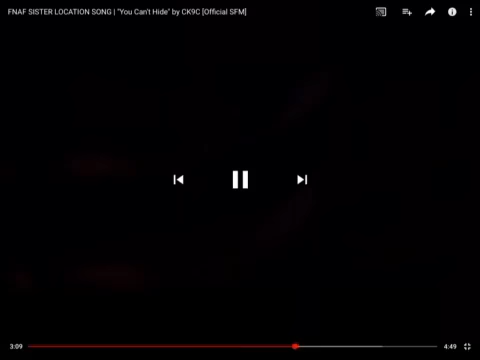 FNAF SISTER LOCATION SONG | "You Can't Hide" by CK9C [Official SFM]
3:09 4:49